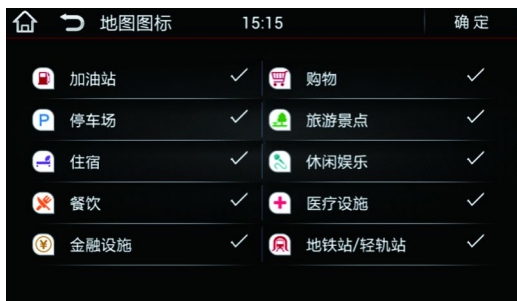 地图图标 15:15 确定
加油站 购物
P 停车场 旅游景点
住宿 休闲娱乐
餐饮 医疗设施
¥ 金融设施 地铁站/轻轨站